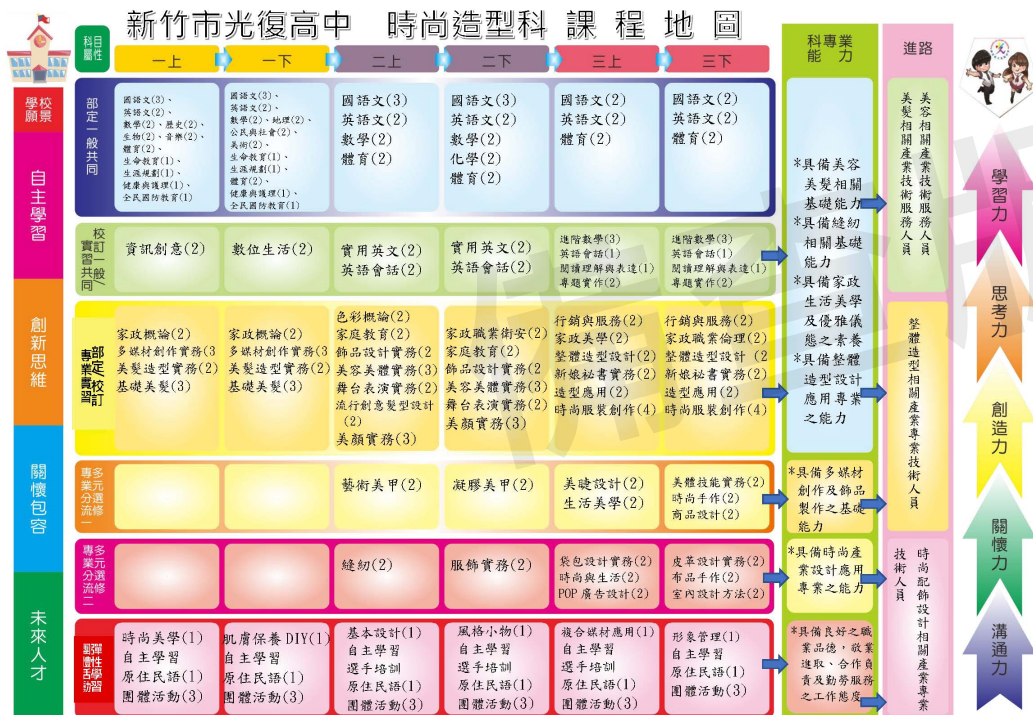 新竹市光復高中 時尚造型科 課 程 地 圖
科目屬性
一上
一下
二上
二下
三上
三下
科專業能力
進路
學校願景
自主學習
創新思維
關懷包容
未來人才
部定一般共同
國語文(3)、
英語文(2)、
數學(2)、歷史(2)、
生物(2)、音樂(2)、
體育(2)、
生命教育(1)、
生涯規劃(1)、
健康與護理(1)、
全民國防教育(1)
國語文(3)、
英語文(2)、
數學(2)、地理(2)、
公民與社會(2)、
美術(2)、
生命教育(1)、
生涯規劃(1)、
體育(2)、
健康與護理(1)、
全民國防教育(1)
國語文(3)
英語文(2)
數學(2)
體育(2)
國語文(3)
英語文(2)
數學(2)
化學(2)
體育(2)
國語文(2)
英語文(2)
體育(2)
國語文(2)
英語文(2)
體育(2)
校訂一般/實習共同
資訊創意(2)
數位生活(2)
實用英文(2)
英語會話(2)
實用英文(2)
英語會話(2)
進階數學(3)
英語會話(1)
閱讀理解與表達(1)
專題實作(2)
進階數學(3)
英語會話(1)
閱讀理解與表達(1)
專題實作(2)
部定/校訂專業實習
家政概論(2)
多媒材創作實務(3
美髮造型實務(2)
基礎美髮(3)
家政概論(2)
多媒材創作實務(3
美髮造型實務(2)
基礎美髮(3)
色彩概論(2)
家庭教育(2)
飾品設計實務(2
美容美體實務(3)
舞台表演實務(2)
流行創意髮型設計
(2)
美顏實務(3)
家政職業衛安(2)
家庭教育(2)
飾品設計實務(2)
美容美體實務(3)
舞台表演實務(2)
美顏實務(3)
行銷與服務(2)
家政美學(2)
整體造型設計(2)
新娘祕書實務(2)
造型應用(2)
時尚服裝創作(4)
行銷與服務(2)
家政職業倫理(2)
整體造型設計 (2
新娘祕書實務(2)
造型應用(2)
時尚服裝創作(4)
多元選修專業分流一
藝術美甲(2)
凝膠美甲(2)
美睫設計(2)
生活美學(2)
美體技能實務(2)
時尚手作(2)
商品設計(2)
多元選修專業分流二
縫紉(2)
服飾實務(2)
袋包設計實務(2)
時尚與生活(2)
POP 廣告設計(2)
皮革設計實務(2)
布品手作(2)
室內設計方法(2)
彈性學習團體活動
時尚美學(1)
自主學習
原住民語(1)
團體活動(3)
肌膚保養 DIY(1)
自主學習
原住民語(1)
團體活動(3)
基本設計(1)
自主學習
選手培訓
原住民語(1)
團體活動(3)
風格小物(1)
自主學習
選手培訓
原住民語(1)
團體活動(3)
複合媒材應用(1)
自主學習
選手培訓
原住民語(1)
團體活動(3)
形象管理(1)
自主學習
原住民語(1)
團體活動(3)
*具備美容
美髮相關
基礎能力
*具備縫紉
相關基礎
能力
*具備家政
生活美學
及優雅儀
態之素養
*具備整體
造型設計
應用專業
之能力
*具備多媒材
創作及飾品
製作之基礎
能力
*具備時尚產
業設計應用
專業之能力
*具備良好之職
業品德,敬業
進取、合作負
責及勤勞服務
之工作態度
美容相關產業技術服務人員
美髮相關產業技術服務人員
整體造型相關產業專業技術人員
時尚配飾設計相關產業專業
技術人員
學習力
思考力
創造力
關懷力
溝通力
備查版